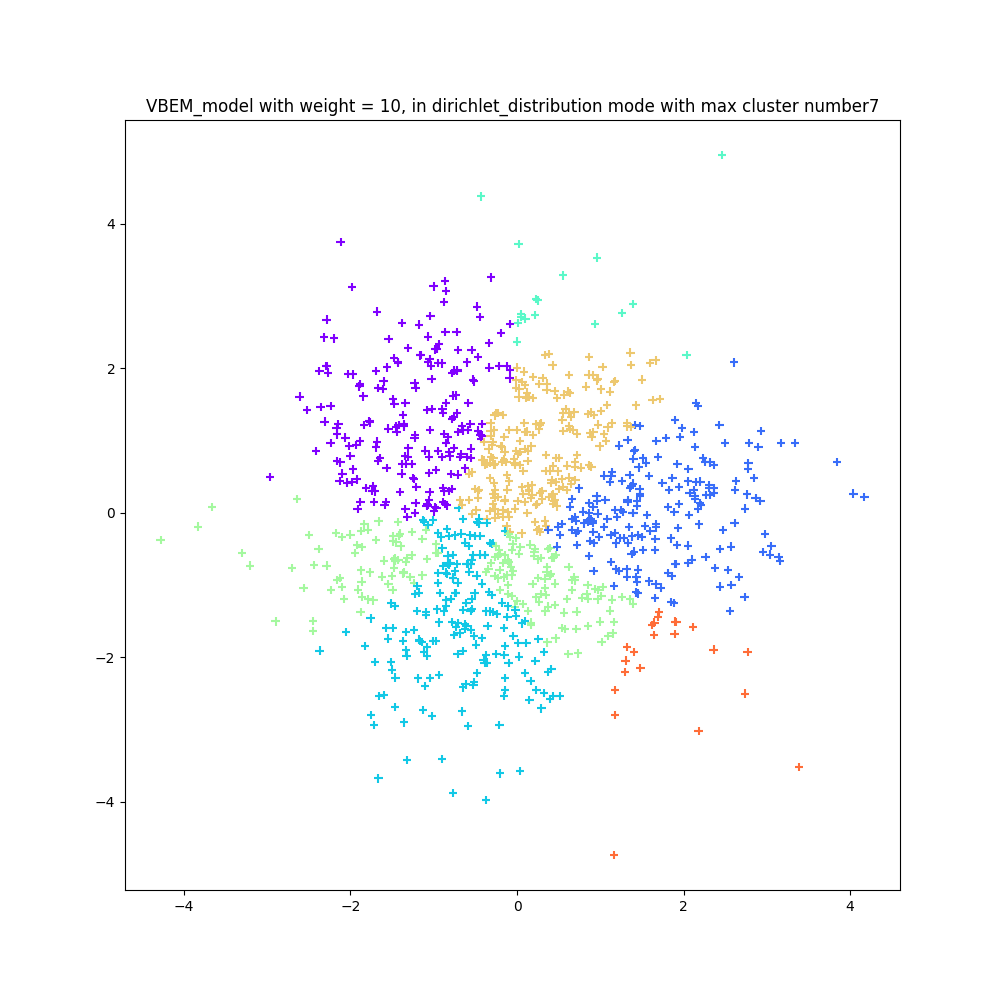 VBEM_model with weight = 10, in dirichlet_distribution mode with max cluster number7
4
2
0
−2
−4
−4 −2 0 2 4